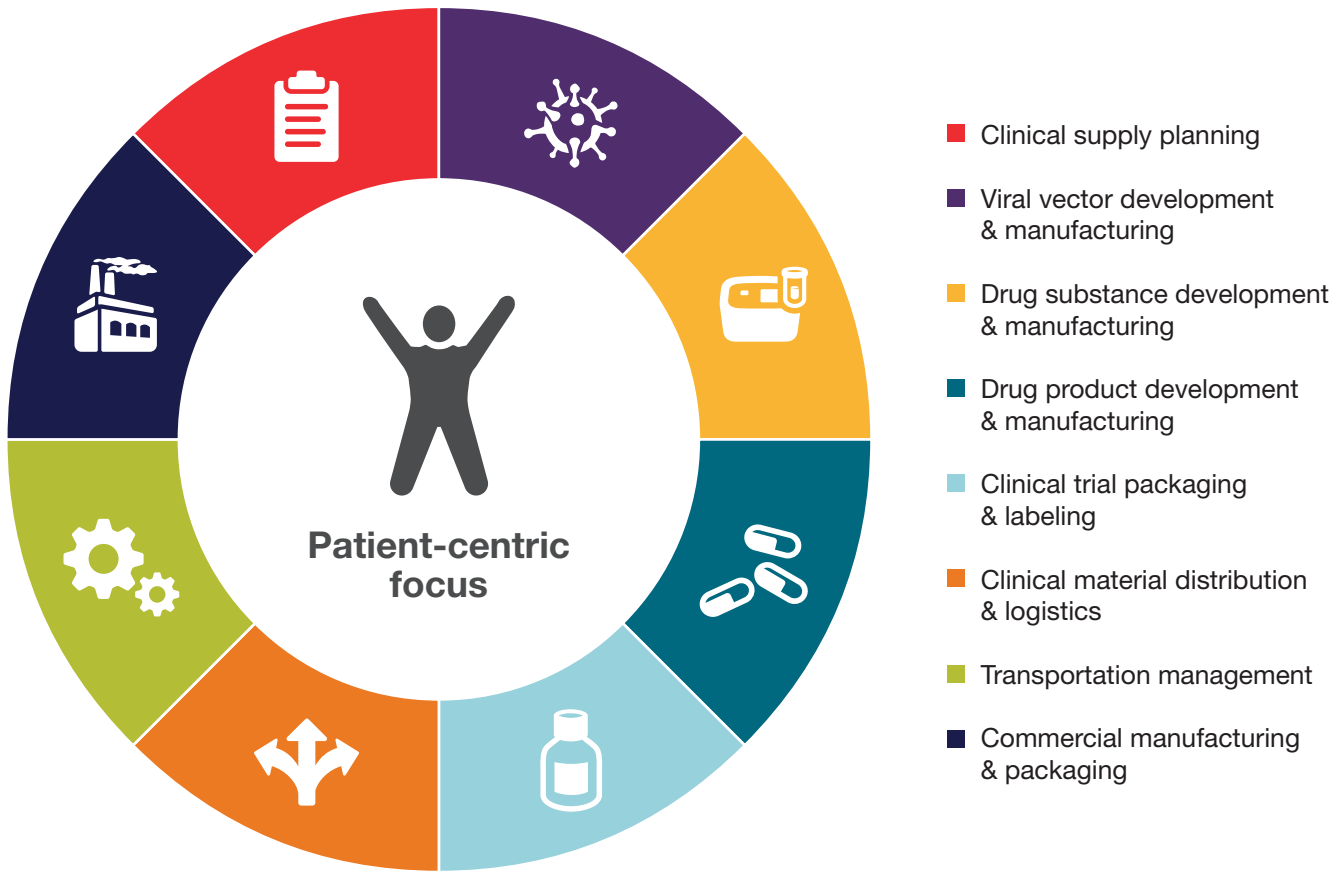 Patient-centric
focus
Clinical supply planning
Viral vector development
& manufacturing
Drug substance development
& manufacturing
Drug product development
& manufacturing
Clinical trial packaging
& labeling
Clinical material distribution
& logistics
Transportation management
Commercial manufacturing
& packaging